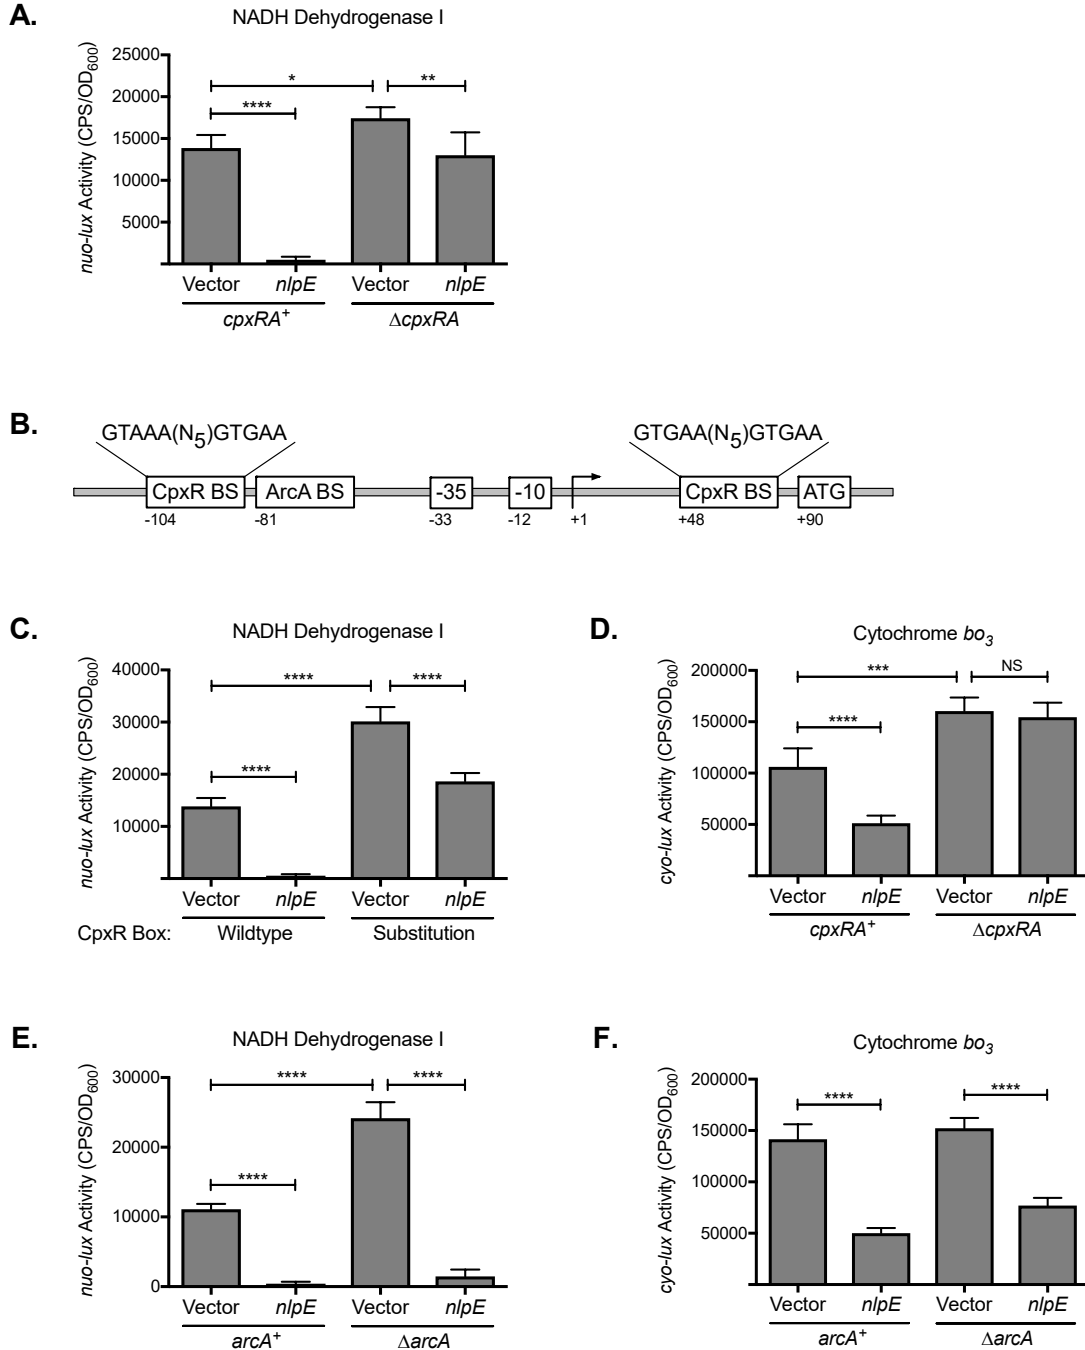 A.
NADH Dehydrogenase I
nuo-lux Activity (CPS/OD600)
25000
20000
15000
10000
5000
* **
****
Vector nlpE Vector nlpE
cpxRA+ ΔcpxRA
B.
GTAAA(N5)GTGAA GTGAA(N5)GTGAA
CpxR BS ArcA BS -35 -10 CpxR BS ATG
-104 -81 -33 -12 +1 +48 +90
C.
NADH Dehydrogenase I
nuo-lux Activity (CPS/OD600)
40000
30000
20000
10000
**** ****
****
Vector nlpE Vector nlpE
CpxR Box: Wildtype Substitution
D.
Cytochrome bo3
cyo-lux Activity (CPS/OD600)
200000
150000
100000
50000
*** NS
****
Vector nlpE Vector nlpE
cpxRA+ ΔcpxRA
E.
NADH Dehydrogenase I
nuo-lux Activity (CPS/OD600)
30000
20000
10000
0
**** ****
****
Vector nlpE Vector nlpE
arcA+ ΔarcA
F.
Cytochrome bo3
cyo-lux Activity (CPS/OD600)
200000
150000
100000
50000
**** ****
Vector nlpE Vector nlpE
arcA+ ΔarcA